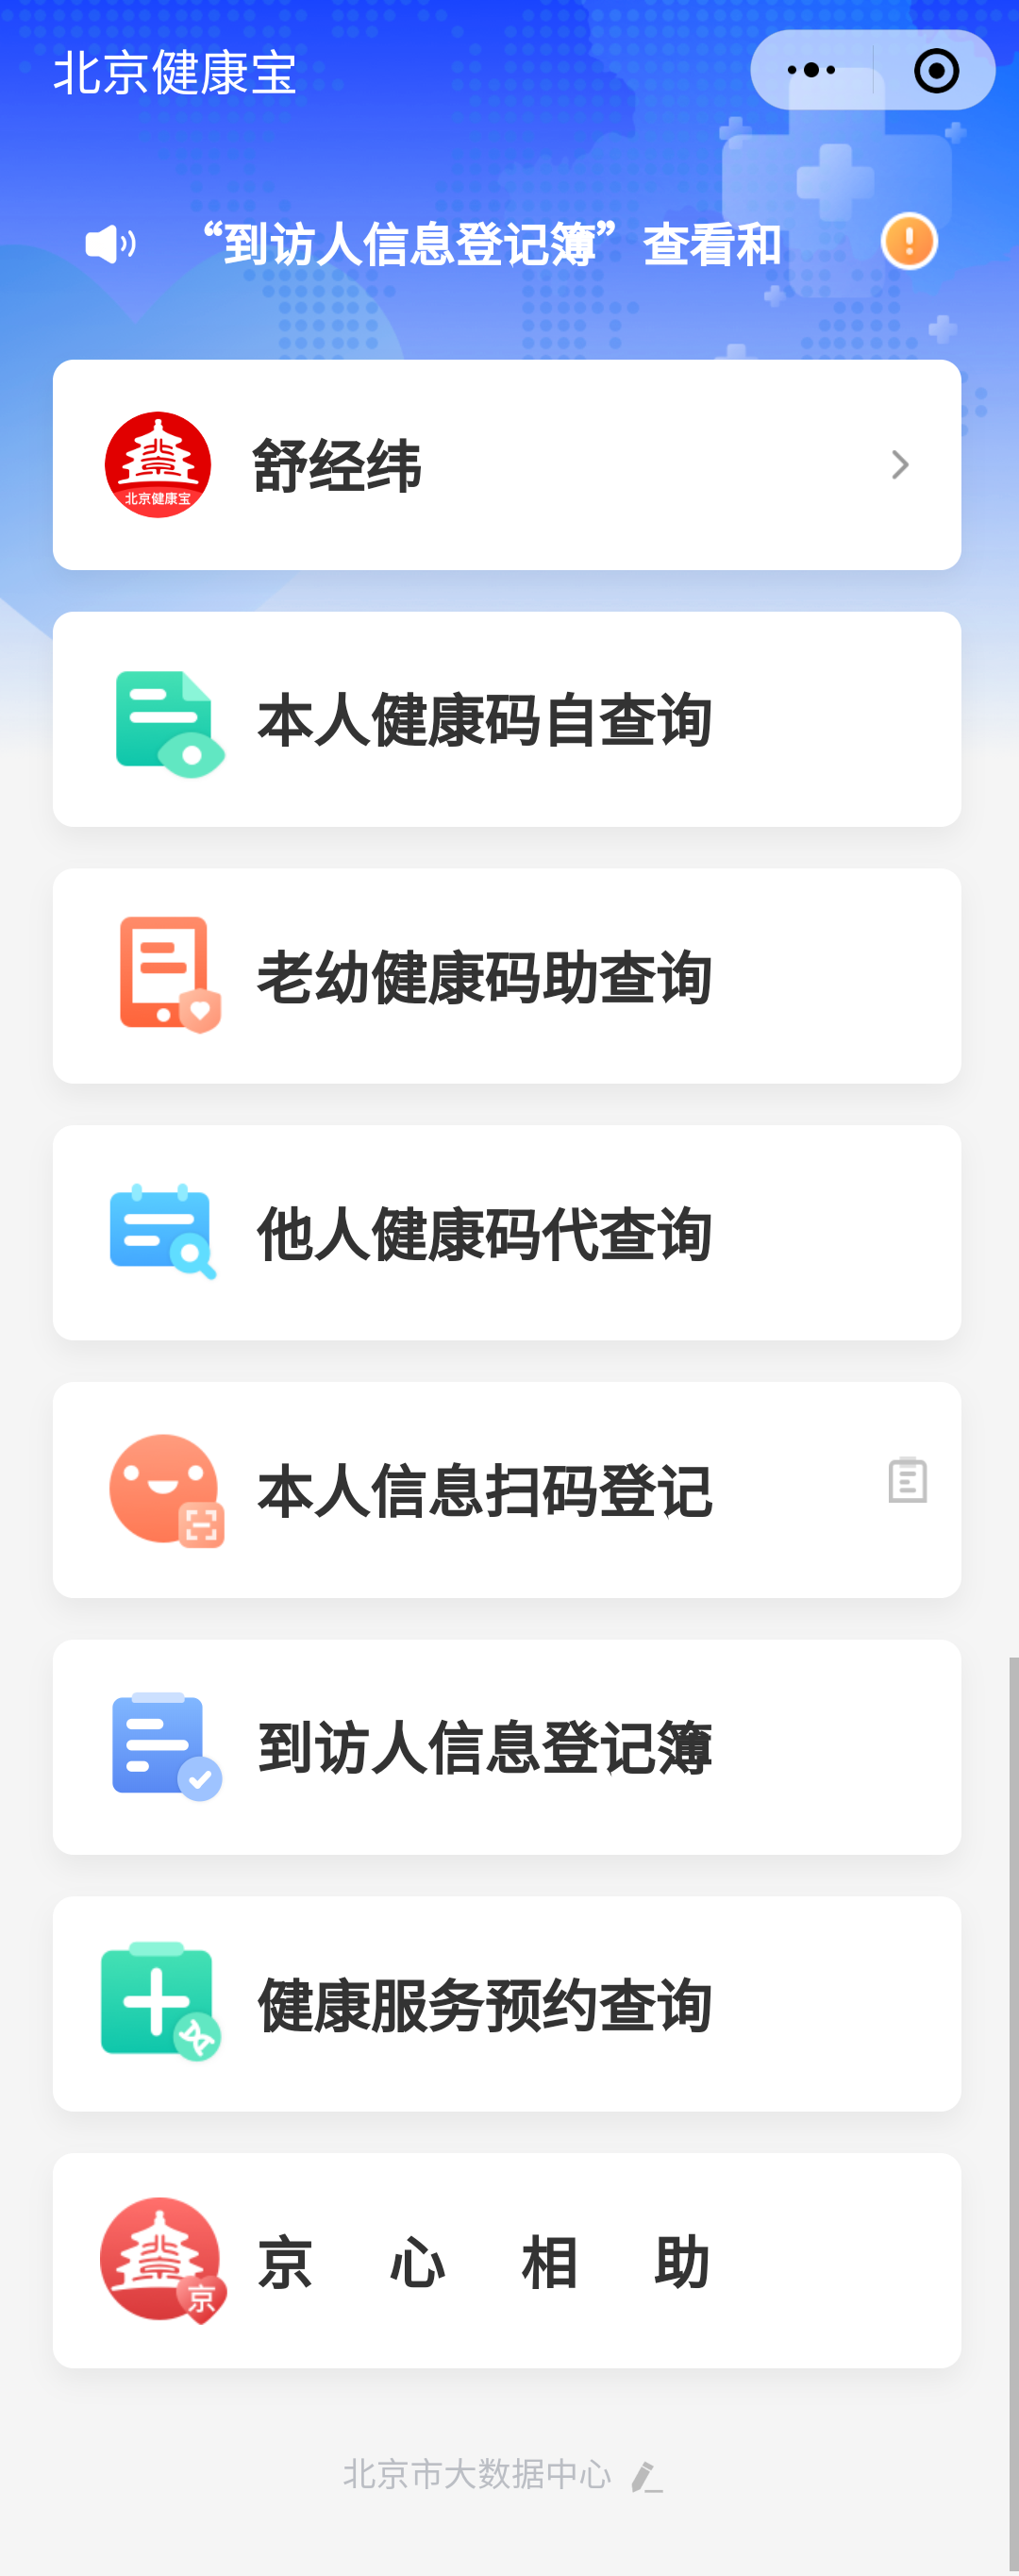 北京健康宝
“到访人信息登记簿”查看和
舒经纬
北京健康宝
本人健康码自查询
老幼健康码助查询
他人健康码代查询
本人信息扫码登记
到访人信息登记簿
健康服务预约查询
京 心 相 助
京
北京市大数据中心